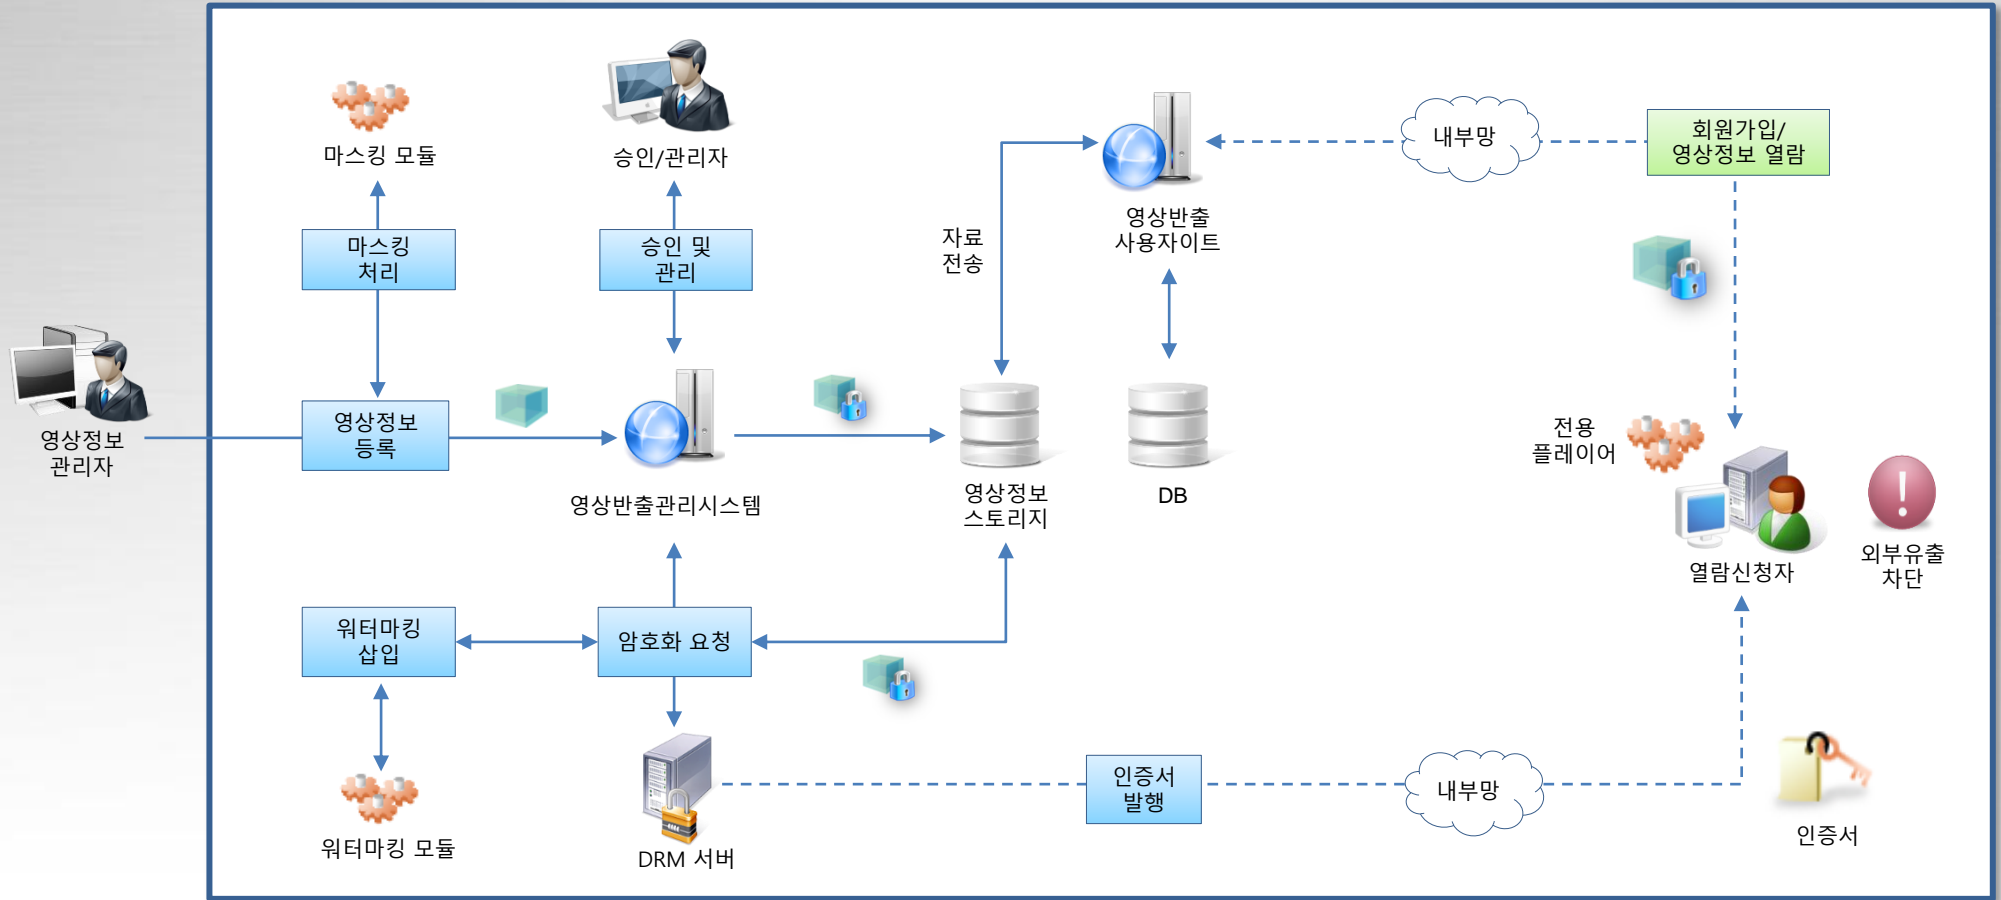 마스킹 모듈
승인/관리자
내부망
회원가입/
영상정보 열람
마스킹
처리
승인 및
관리
자료
전송
영상반출
사용자이트
영상정보
관리자
영상정보
등록
영상반출관리시스템
영상정보
스토리지
DB
전용
플레이어
열람신청자
외부유출
차단
워터마킹
삽입
암호화 요청
인증서
발행
내부망
워터마킹 모듈
DRM 서버
인증서